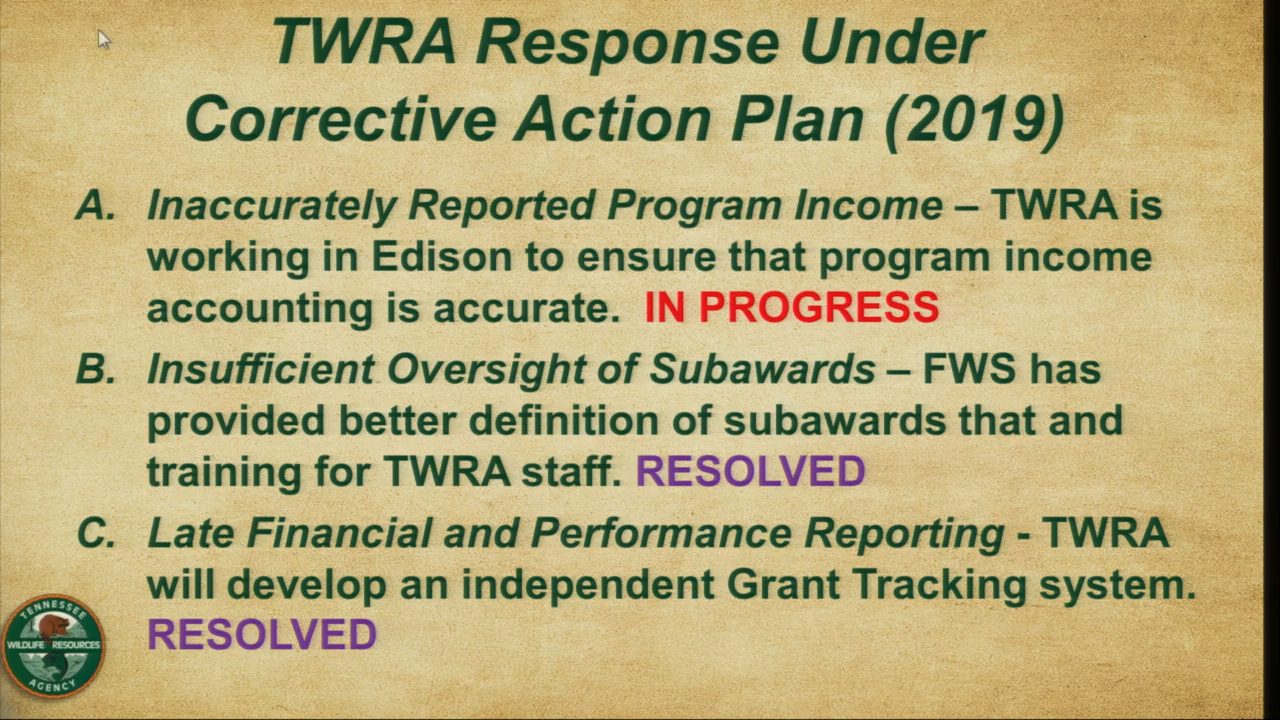 TWRA Response Under
Corrective Action Plan (2019)
A. Inaccurately Reported Program Income – TWRA is
working in Edison to ensure that program income
accounting is accurate. IN PROGRESS
B. Insufficient Oversight of Subawards – FWS has
provided better definition of subawards that and
training for TWRA staff. RESOLVED
C. Late Financial and Performance Reporting - TWRA
will develop an independent Grant Tracking system.
RESOLVED
TENNESSEE
WILDLIFE RESOURCES
AGENCY